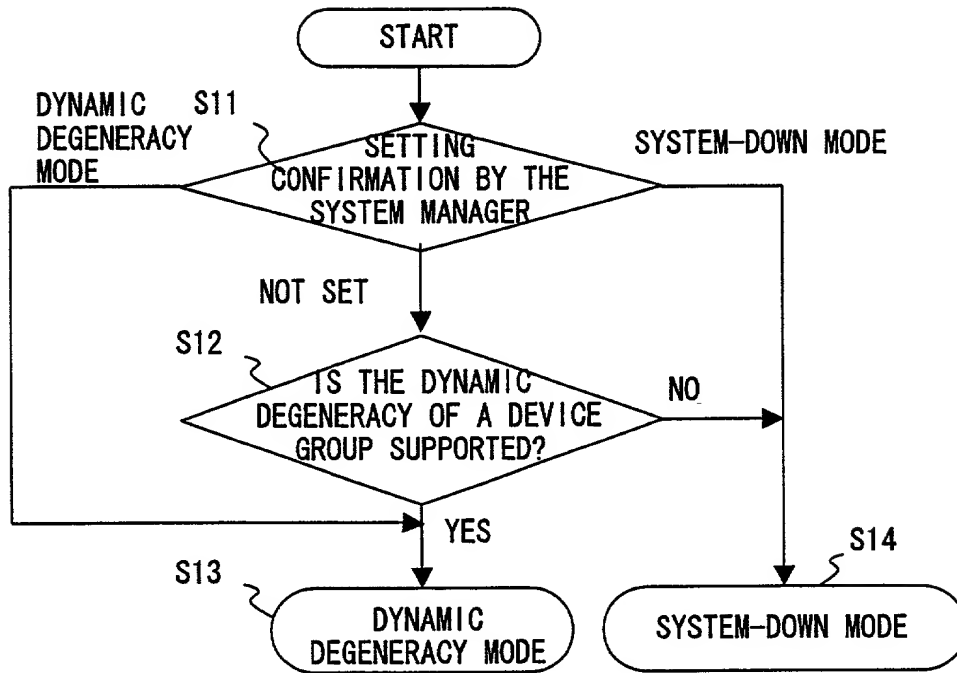 START
DYNAMIC
DEGENERACY
MODE
S11
SETTING
CONFIRMATION BY THE
SYSTEM MANAGER
SYSTEM-DOWN MODE
NOT SET
S12
IS THE DYNAMIC
DEGENERACY OF A DEVICE
GROUP SUPPORTED?
NO
YES
S13
DYNAMIC
DEGENERACY MODE
S14
SYSTEM-DOWN MODE